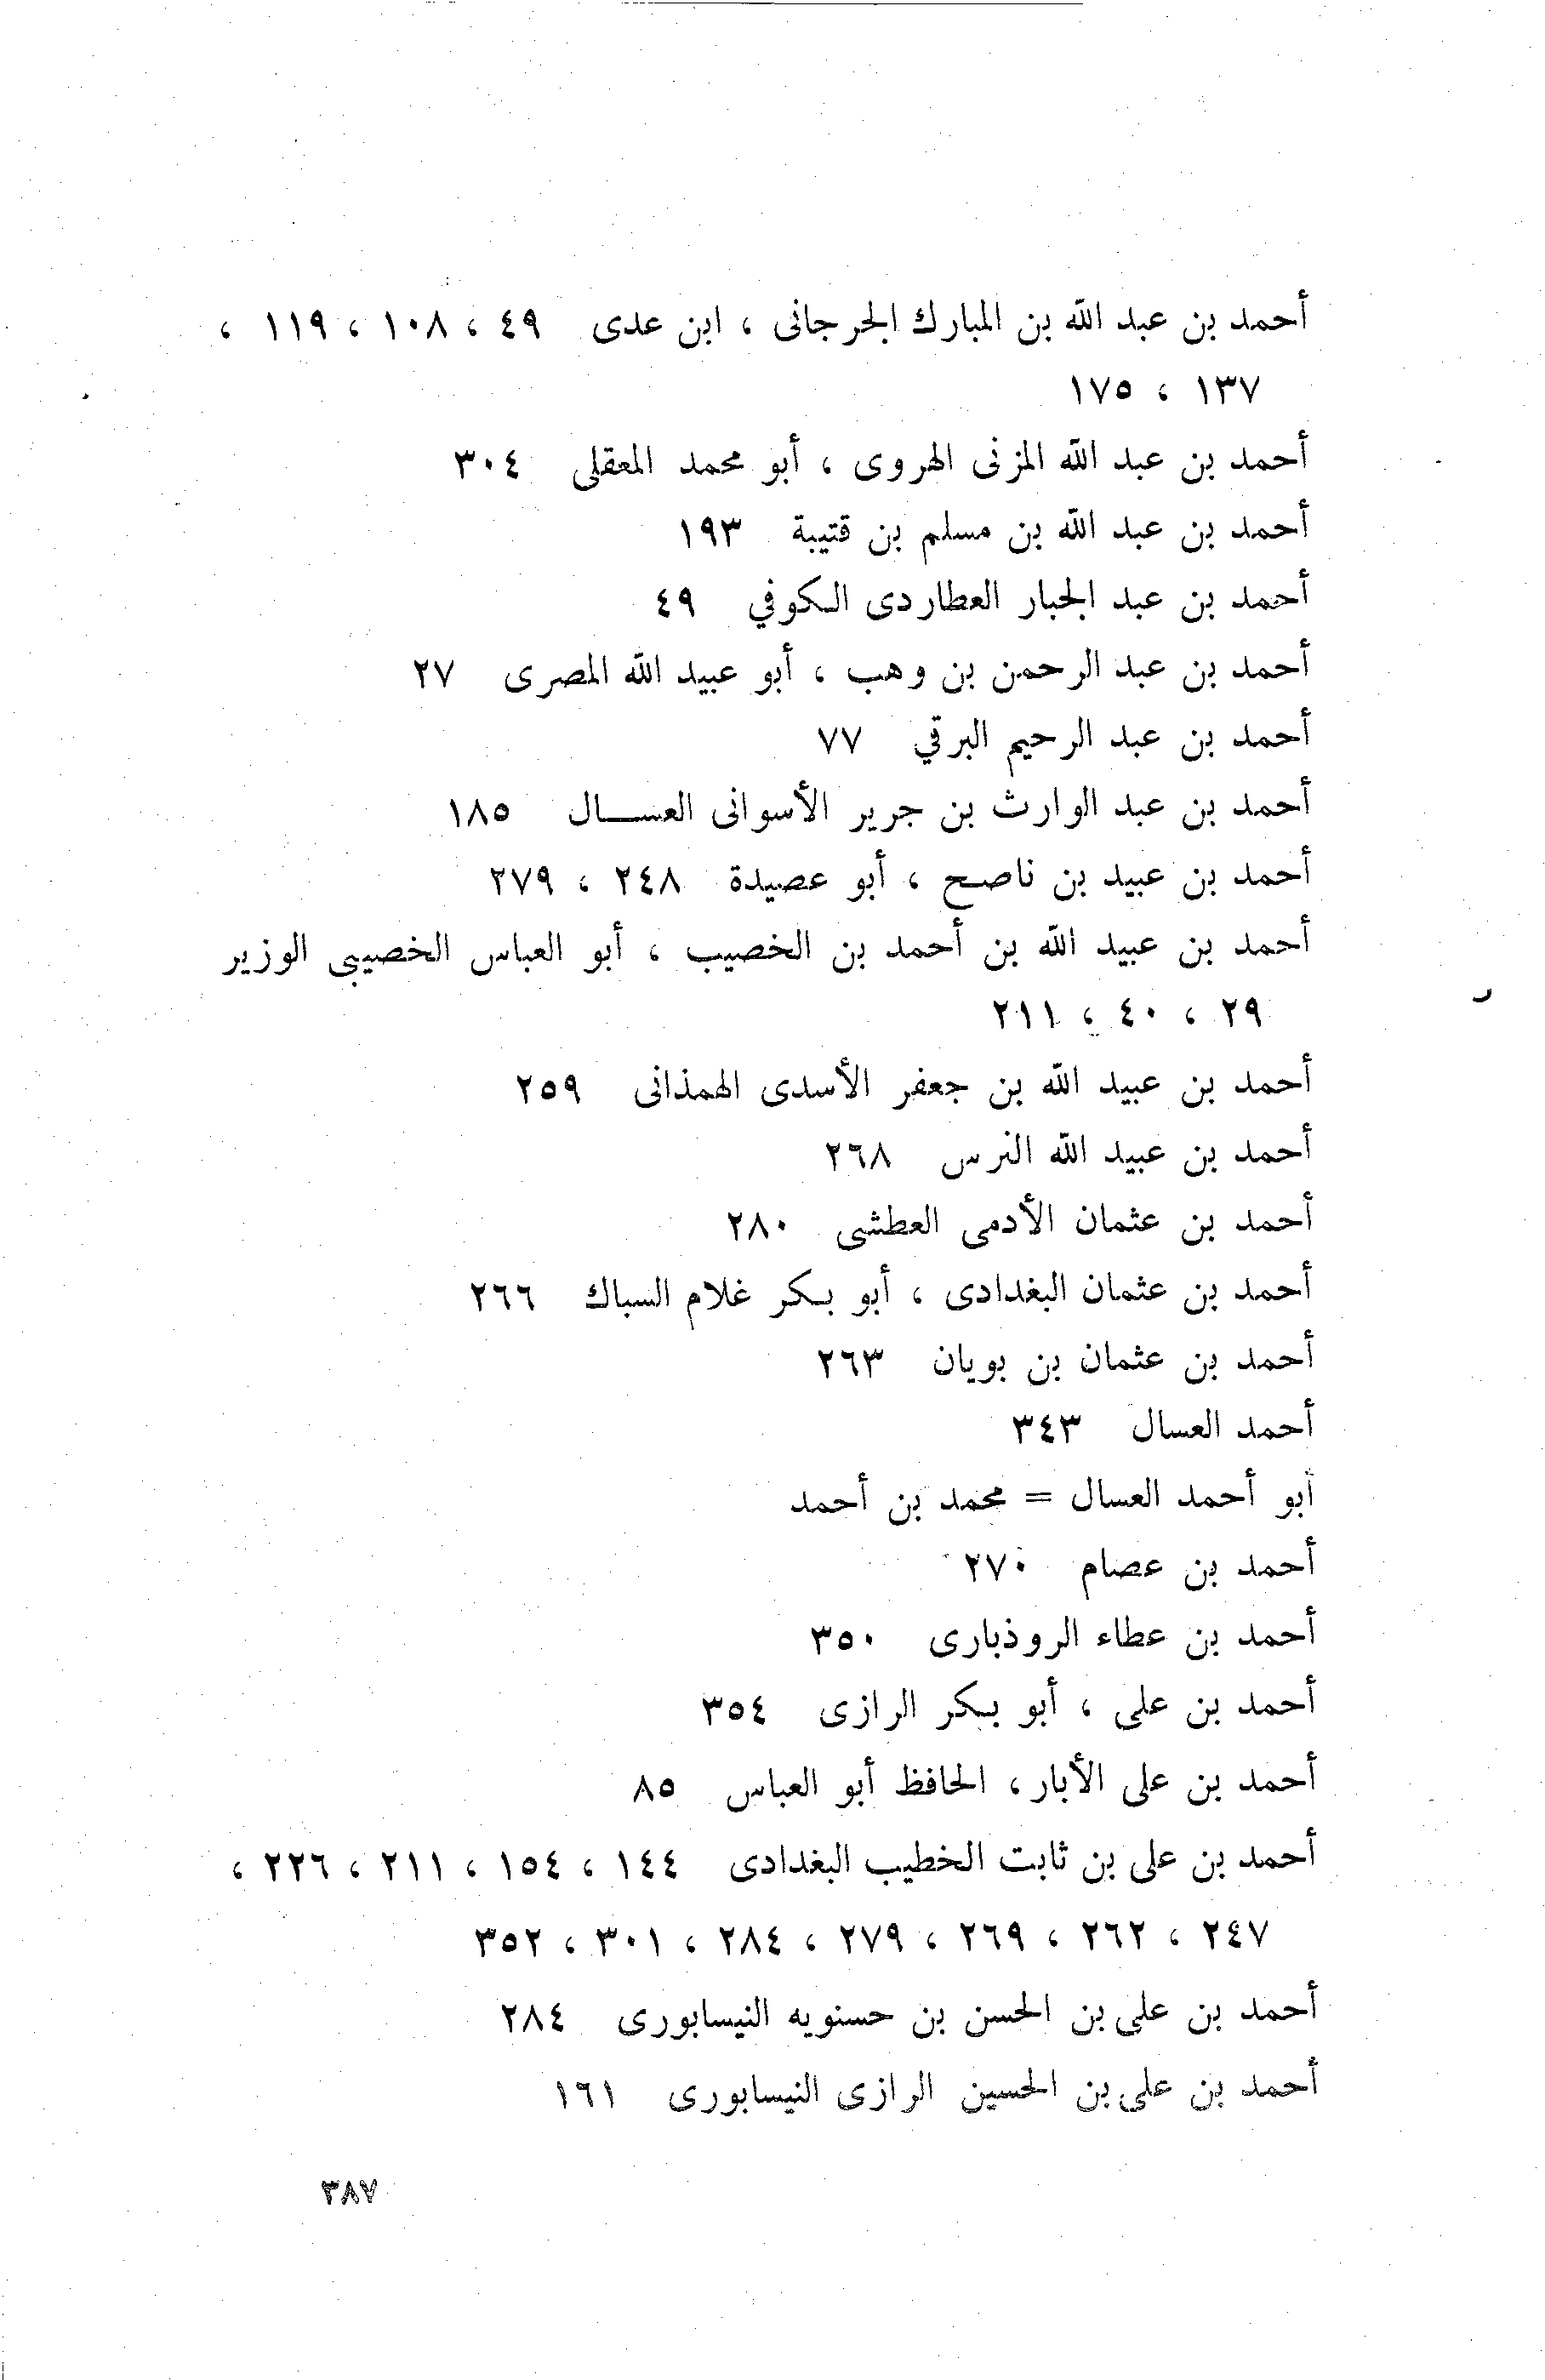 أحمد بن عبد الله بن المبارك الجرجانى ، ابن عدى ٤٩ ، ١٠٨ ، ١١٩ ،
١٣٧ ، ١٧٥
أحمد بن عبد الله المزنى الهروى ، أبو محمد المعقلى ٣٠٤
أحمد بن عبد الله بن مسلم بن قتيبة ١٩٣
أحمد بن عبد الجبار العطاردى الكوفي ٤٩
أحمد بن عبد الرحمن بن وهب ، أبو عبيد الله المصرى ٢٧
أحمد بن عبد الرحيم البرقي ٧٧
أحمد بن عبد الوارث بن جرير الأسوانى العسـال ١٨٥
أحمد بن عبيد بن ناصح ، أبو عصيدة ٢٤٨ ، ٢٧٩
أحمد بن عبيد الله بن أحمد بن الخصيب ، أبو العباس الخصيبى الوزير
٢٩ ، ٤٠ ، ٢١١
أحمد بن عبيد الله بن جعفر الأسدى الهمذانى ٢٥٩
أحمد بن عبيد الله النرس ٢٦٨
أحمد بن عثمان الأدمى العطشى ٢٨٠
أحمد بن عثمان البغدادى ، أبو بكر غلام السباك ٢٦٦
أحمد بن عثمان بن بويان ٢٦٣
أحمد العسال ٣٤٣
أبو أحمد العسال = محمد بن أحمد
أحمد بن عصام ٢٧٠
أحمد بن عطاء الروذبارى ٣٥٠
أحمد بن على ، أبو بكر الرازى ٣٥٤
أحمد بن على الأبار ، الحافظ أبو العباس ٨٥
أحمد بن على بن ثابت الخطيب البغدادى ١٤٤ ، ١٥٤ ، ٢١١ ، ٢٢٦ ،
٢٤٧ ، ٢٦٢ ، ٢٦٩ ، ٢٧٩ ، ٢٨٤ ، ٣٠١ ، ٣٥٢
أحمد بن على بن الحسن بن حسنويه النيسابورى ٢٨٤
أحمد بن على بن الحسين الرازى النيسابورى ١٦١
٣٨٧